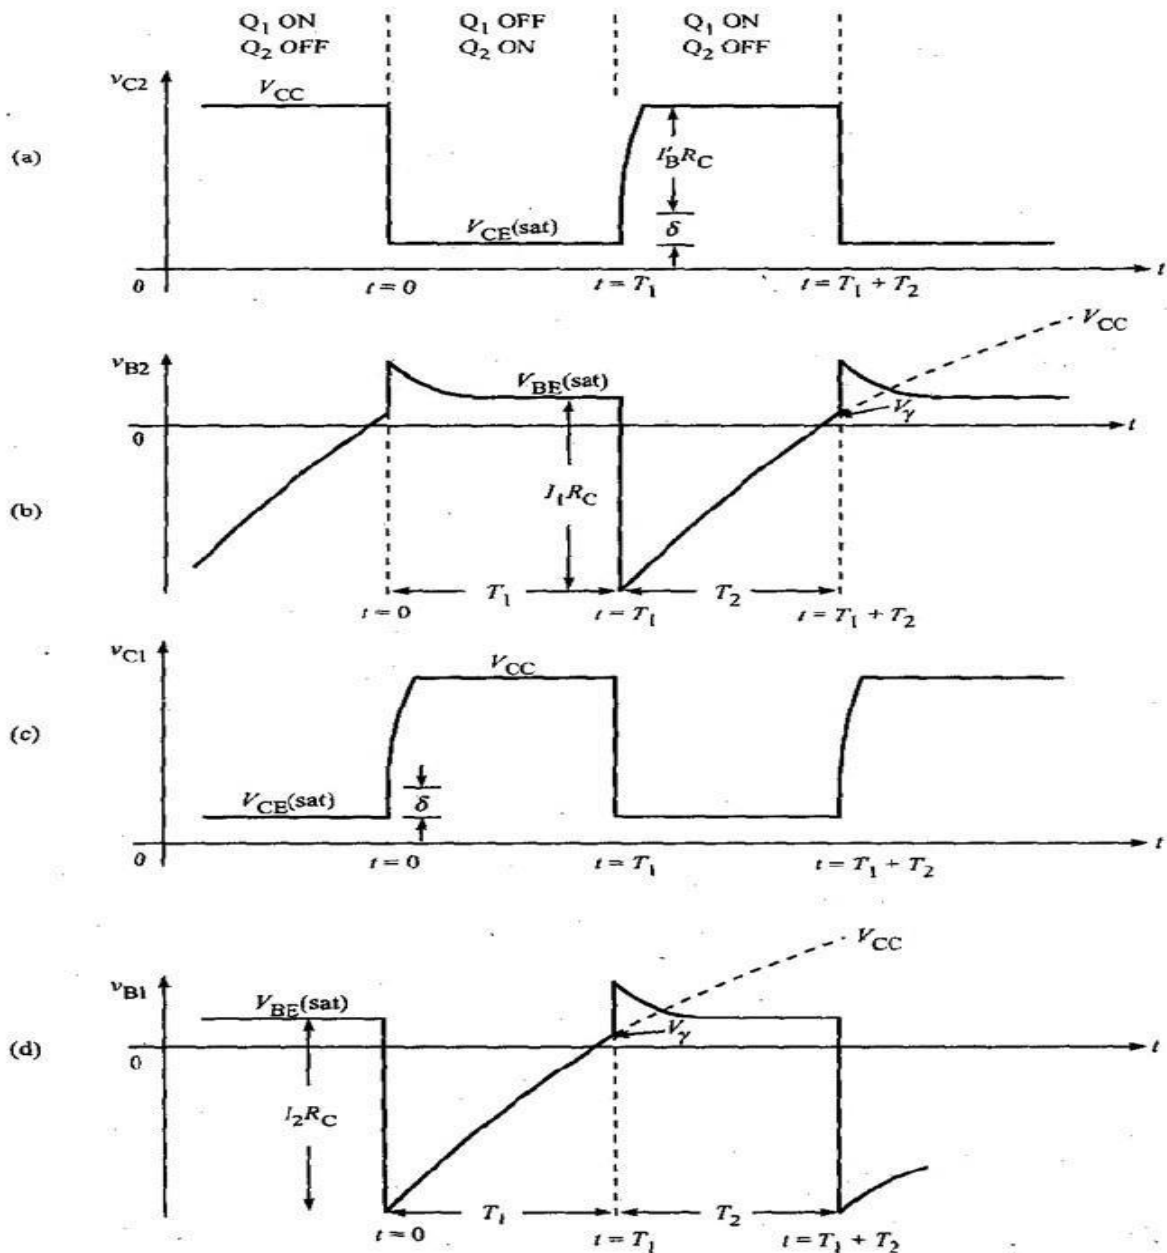 Q1 ON Q1 OFF Q1 ON
Q2 OFF Q2 ON Q2 OFF
vC2
VCC
(a)
I'BRC
δ
VCE(sat)
0 t = 0 t = T1 t = T1 + T2 t
VCC
vB2
VBE(sat)
Vγ
0 t
(b)
I1RC
T1 T2
t = 0 t = T1 t = T1 + T2
vC1
VCC
(c)
VCE(sat)
δ
0 t = 0 t = T1 t = T1 + T2 t
VCC
vB1
VBE(sat)
Vγ
(d)
0 t
I2RC
T1 T2
t = 0 t = T1 t = T1 + T2